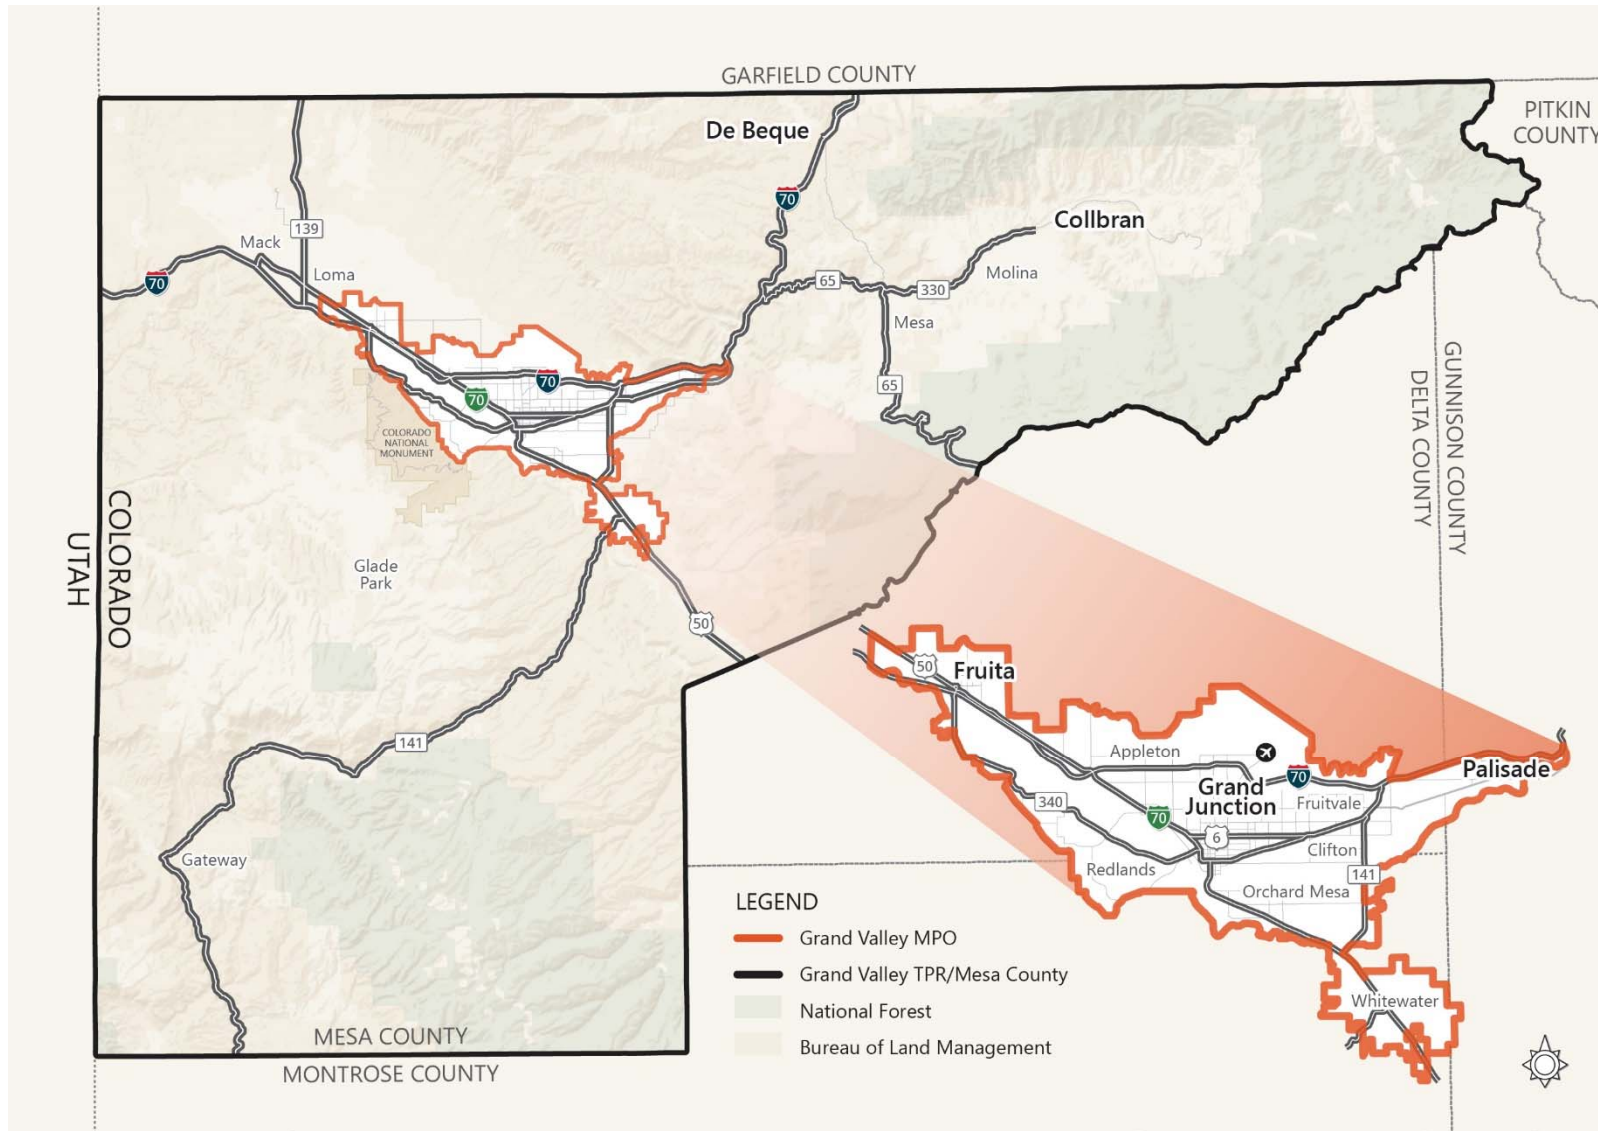 GARFIELD COUNTY
PITKIN
COUNTY
De Beque
70
Collbran
139
Mack
Loma
70
Molina
65
330
Mesa
65
70
70
COLORADO
NATIONAL
MONUMENT
GUNNISON COUNTY
DELTA COUNTY
COLORADO
UTAH
Glade
Park
50
141
Gateway
MESA COUNTY
MONTROSE COUNTY
50
Fruita
Appleton
Palisade
70
Grand
Junction
Fruitvale
340
70
6
Clifton
Redlands
141
Orchard Mesa
Whitewater
LEGEND
Grand Valley MPO
Grand Valley TPR/Mesa County
National Forest
Bureau of Land Management